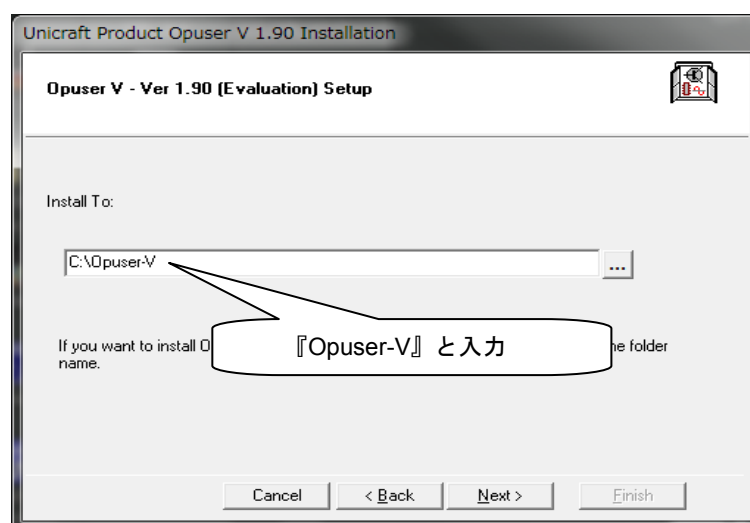 Unicraft Product Opuser V 1.90 Installation
Opuser V - Ver 1.90 (Evaluation) Setup
Install To:
C:\Opuser-V
...
『Opuser-V』と入力
If you want to install O
he folder
name.
Cancel
< Back
Next >
Finish